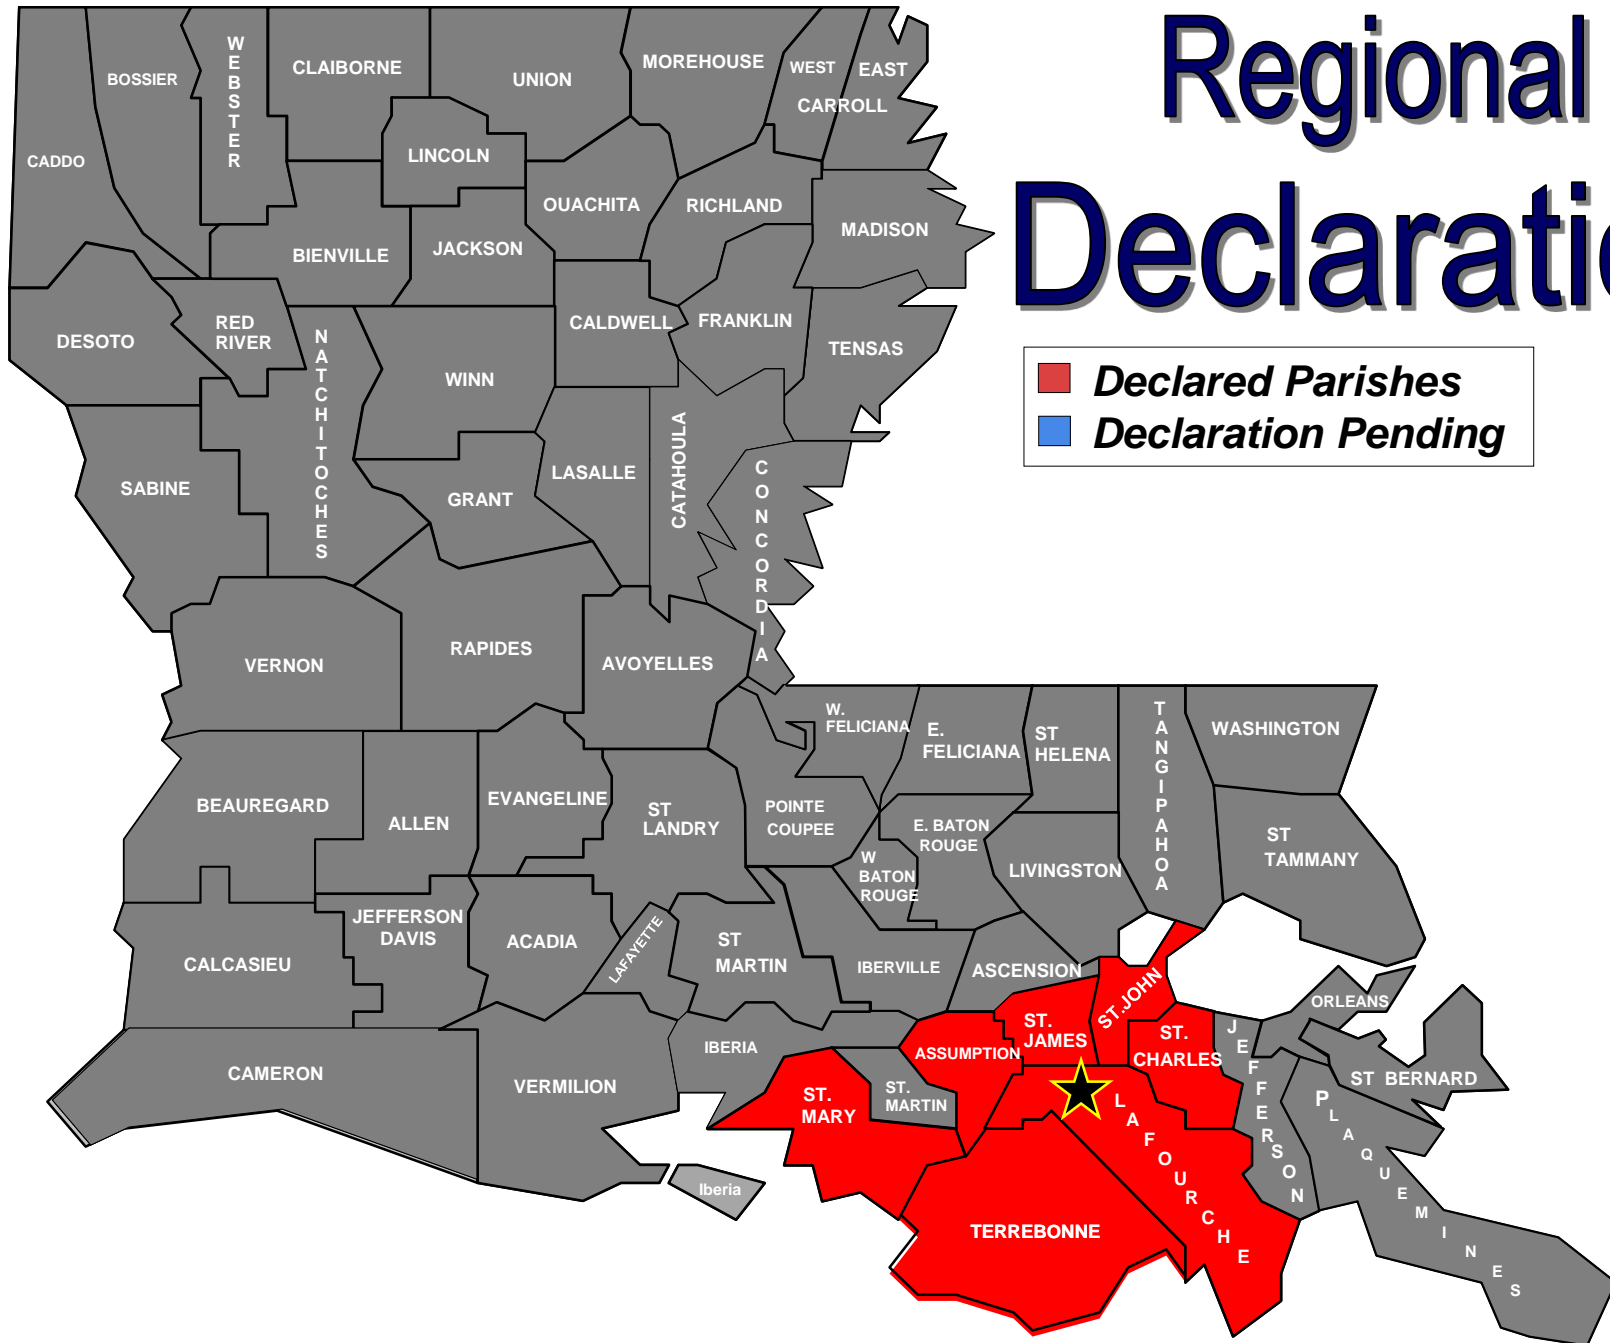 Regional
Declaratio
Declared Parishes
Declaration Pending
CADDO
BOSSIER
WEBSTER
CLAIBORNE
UNION
MOREHOUSE
WEST
EAST
CARROLL
LINCOLN
OUACHITA
RICHLAND
MADISON
BIENVILLE
JACKSON
DESOTO
RED
RIVER
NATCHITOCHES
WINN
CALDWELL
FRANKLIN
TENSAS
SABINE
GRANT
LASALLE
CATAHOULA
CONCORDIA
VERNON
RAPIDES
AVOYELLES
W.
FELICIANA
E.
FELICIANA
ST
HELENA
TANGIPAHOA
WASHINGTON
BEAUREGARD
ALLEN
EVANGELINE
ST
LANDRY
POINTE
COUPEE
E. BATON
ROUGE
W
BATON
ROUGE
LIVINGSTON
ST
TAMMANY
CALCASIEU
JEFFERSON
DAVIS
ACADIA
LAFAYETTE
ST
MARTIN
IBERVILLE
ASCENSION
ST.JOHN
ST.
JAMES
ST.
CHARLES
JEFFERSON
ORLEANS
ST BERNARD
PLAQUEMINES
CAMERON
VERMILION
IBERIA
ASSUMPTION
ST.
MARY
ST.
MARTIN
LAFOURCHE
TERREBONNE
Iberia